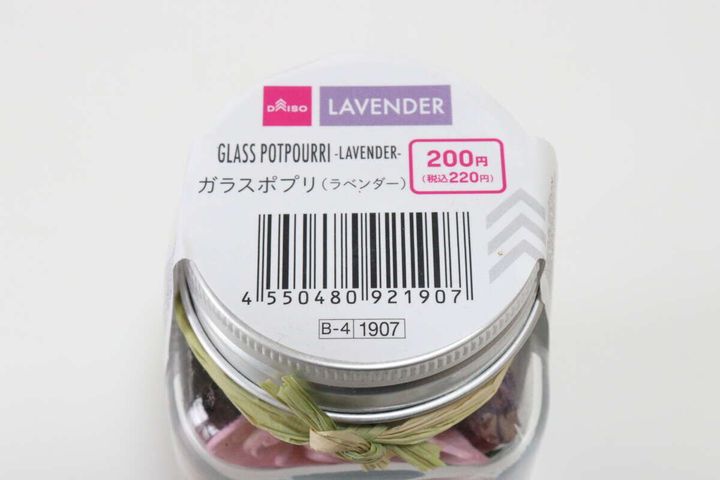 DAISO LAVENDER
GLASS POTPOURRI -LAVENDER-
ガラスポプリ(ラベンダー)
200円
(税込220円)
4 550480 921907
B-4 1907